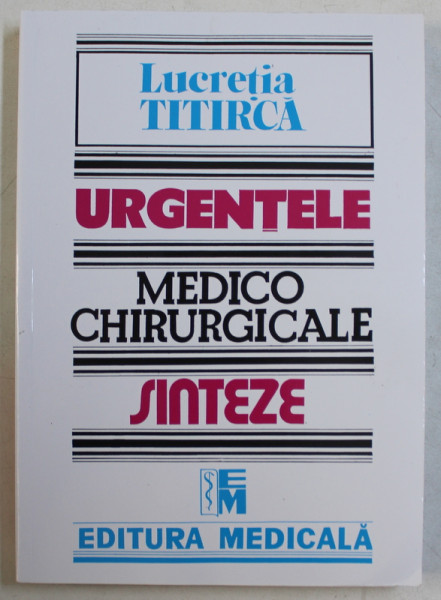 Lucreția
TITIRCĂ
URGENȚELE
MEDICO
CHIRURGICALE
SINTEZE
EM
EDITURA MEDICALĂ